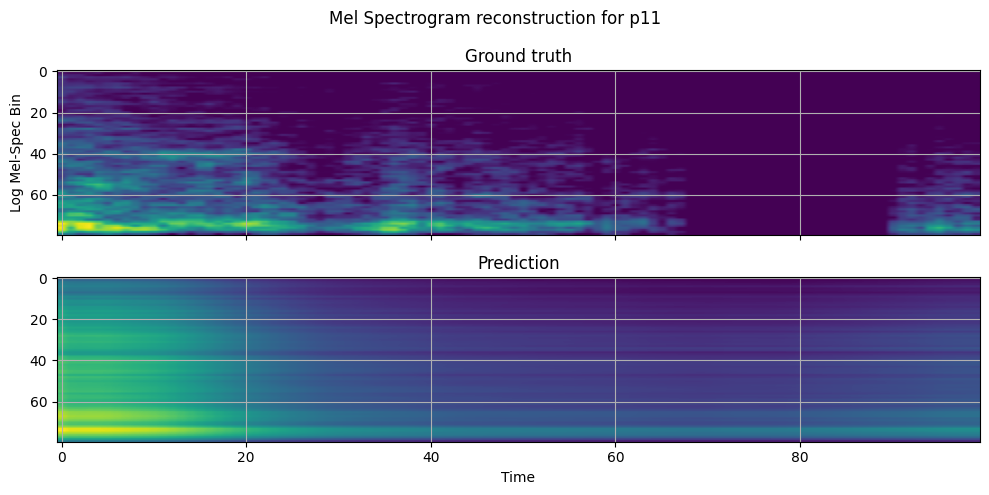 Mel Spectrogram reconstruction for p11
Ground truth
0
20
40
60
Log Mel-Spec Bin
Prediction
0
20
40
60
0 20 40 60 80
Time